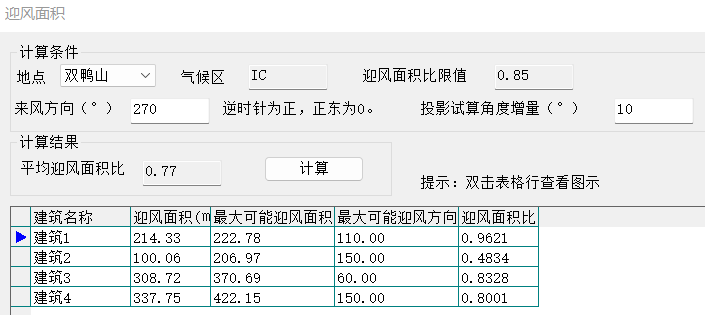 迎风面积
计算条件
地点 双鸭山 气候区 IC 迎风面积比限值 0.85
来风方向(°) 270 逆时针为正，正东为0。 投影试算角度增量(°) 10
计算结果
平均迎风面积比 0.77 计算
提示：双击表格行查看图示
建筑名称 迎风面积(m 最大可能迎风面积 最大可能迎风方向 迎风面积比
建筑1 214.33 222.78 110.00 0.9621
建筑2 100.06 206.97 150.00 0.4834
建筑3 308.72 370.69 60.00 0.8328
建筑4 337.75 422.15 150.00 0.8001